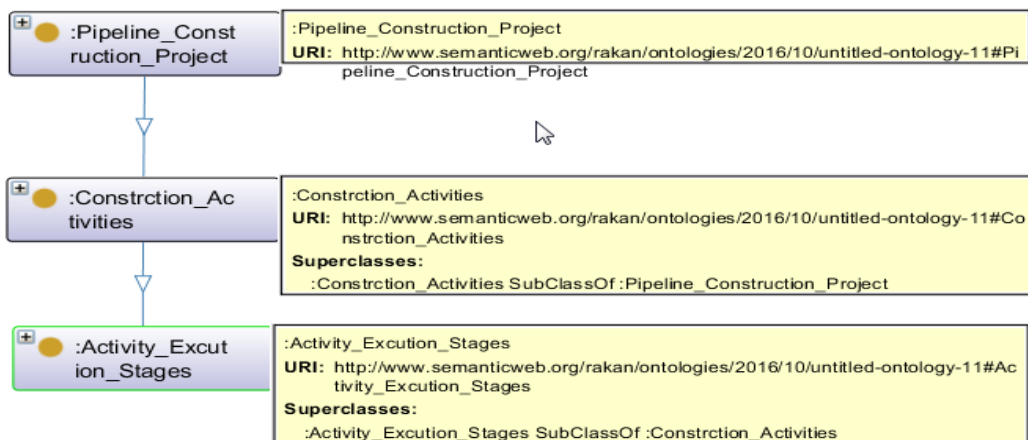 :Pipeline_Const
ruction_Project
:Pipeline_Construction_Project
URI: http://www.semanticweb.org/rakan/ontologies/2016/10/untitled-ontology-11#Pi
peline_Construction_Project
:Constrction_Ac
tivities
:Constrction_Activities
URI: http://www.semanticweb.org/rakan/ontologies/2016/10/untitled-ontology-11#Co
nstrction_Activities
Superclasses:
:Constrction_Activities SubClassOf :Pipeline_Construction_Project
:Activity_Excut
ion_Stages
:Activity_Excution_Stages
URI: http://www.semanticweb.org/rakan/ontologies/2016/10/untitled-ontology-11#Ac
tivity_Excution_Stages
Superclasses:
:Activity_Excution_Stages SubClassOf :Constrction_Activities